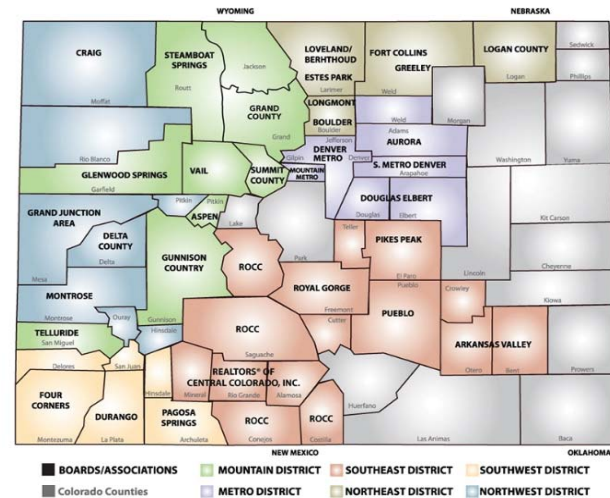 WYOMING
NEBRASKA
CRAIG
Moffat
STEAMBOAT
SPRINGS
Routt
Jackson
LOVELAND/
BERHTHOUD
ESTES PARK
Larimer
FORT COLLINS
GREELEY
Weld
LOGAN COUNTY
Logan
Sedwick
Phillips
GRAND
COUNTY
Grand
LONGMONT
BOULDER
Boulder
Weld
Morgan
Rio Blanco
Jefferson
Adams
AURORA
Washington
Yuma
GLENWOOD SPRINGS
Garfield
VAIL
SUMMIT
COUNTY
Gilpin
DENVER
METRO
Denver
MOUNTAIN
METRO
S. METRO DENVER
Arapahoe
Pitkin
Pitkin
ASPEN
Lake
DOUGLAS ELBERT
Douglas
Elbert
Kit Carson
GRAND JUNCTION
AREA
Mesa
DELTA
COUNTY
Delta
GUNNISON
COUNTRY
Gunnison
ROCC
Park
Teller
PIKES PEAK
El Paro
Lincoln
Cheyenne
MONTROSE
Montrose
Ouray
ROYAL GORGE
Freemont
Pueblo
PUEBLO
Crowley
Kiowa
TELLURIDE
San Miguel
Hinsdale
ROCC
Saguache
Cutter
ARKANSAS VALLEY
Otero
Bent
Prowers
Delores
San Juan
FOUR
CORNERS
Montezuma
DURANGO
La Plata
Hinsdale
Mineral
REALTORS® OF
CENTRAL COLORADO, INC.
Rio Grande
Alamosa
PAGOSA
SPRINGS
Archuleta
ROCC
Conejos
ROCC
Costilla
Huerfano
Las Animas
Baca
NEW MEXICO
OKLAHOMA
BOARDS/ASSOCIATIONS
MOUNTAIN DISTRICT
SOUTHEAST DISTRICT
SOUTHWEST DISTRICT
Colorado Counties
METRO DISTRICT
NORTHEAST DISTRICT
NORTHWEST DISTRICT